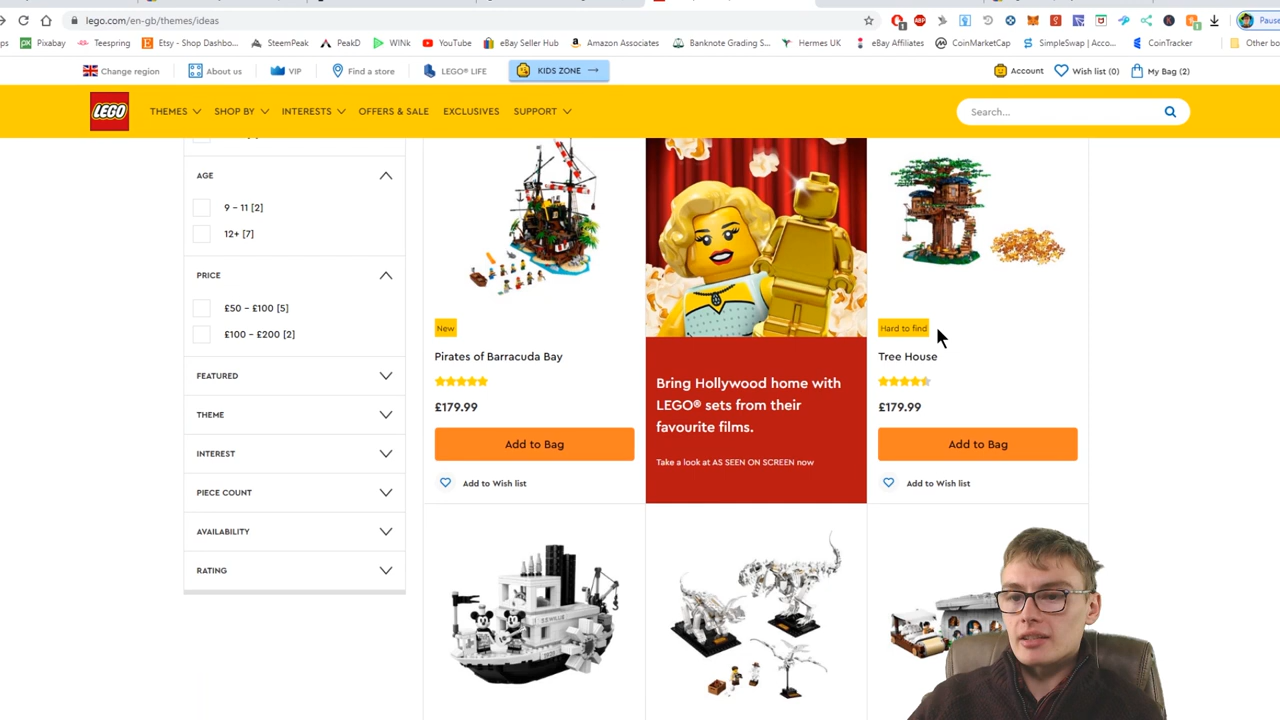 lego.com/en-gb/themes/ideas
Pixabay Teespring Etsy - Shop Dashbo... SteemPeak PeakD WINk YouTube eBay Seller Hub Amazon Associates Banknote Grading S... Hermes UK eBay Affiliates CoinMarketCap SimpleSwap | Acco... CoinTracker Other bo
Change region About us VIP Find a store LEGO® LIFE KIDS ZONE Account Wish list (0) My Bag (2)
LEGO THEMES SHOP BY INTERESTS OFFERS & SALE EXCLUSIVES SUPPORT Search...
AGE
9 - 11 [2]
12+ [7]
PRICE
£50 - £100 [5]
£100 - £200 [2]
FEATURED
THEME
INTEREST
PIECE COUNT
AVAILABILITY
RATING
New
Pirates of Barracuda Bay
£179.99
Add to Bag
Add to Wish list
Bring Hollywood home with
LEGO® sets from their
favourite films.
Take a look at AS SEEN ON SCREEN now
Hard to find
Tree House
£179.99
Add to Bag
Add to Wish list